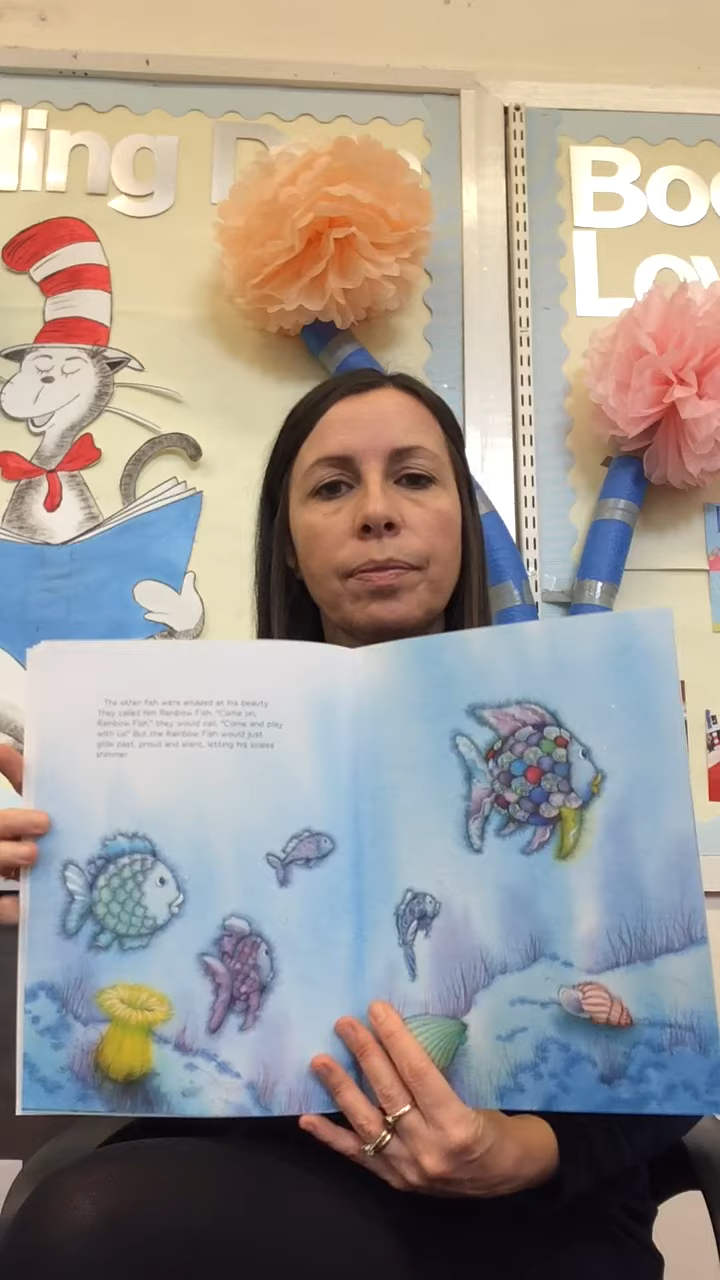 ling D
Boo
Lov
The other fish were amazed at his beauty.
They called him Rainbow Fish. "Come on,
Rainbow Fish," they would call. "Come and play
with us!" But the Rainbow Fish would just
glide past, proud and silent, letting his scales
shimmer.